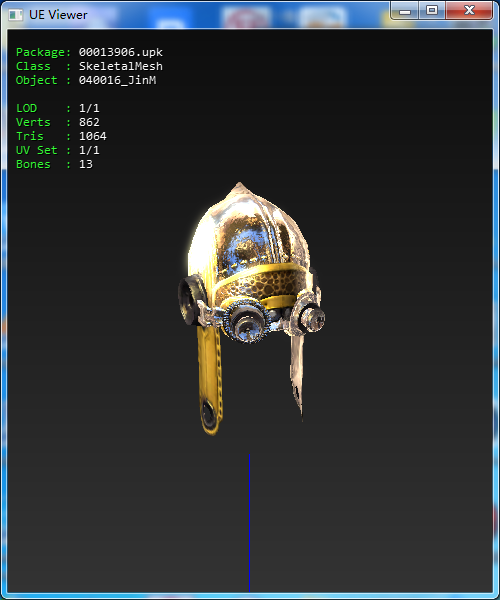 UE Viewer
Package: 00013906.upk
Class : SkeletalMesh
Object : 040016_JinM
LOD : 1/1
Verts : 862
Tris : 1064
UV Set : 1/1
Bones : 13